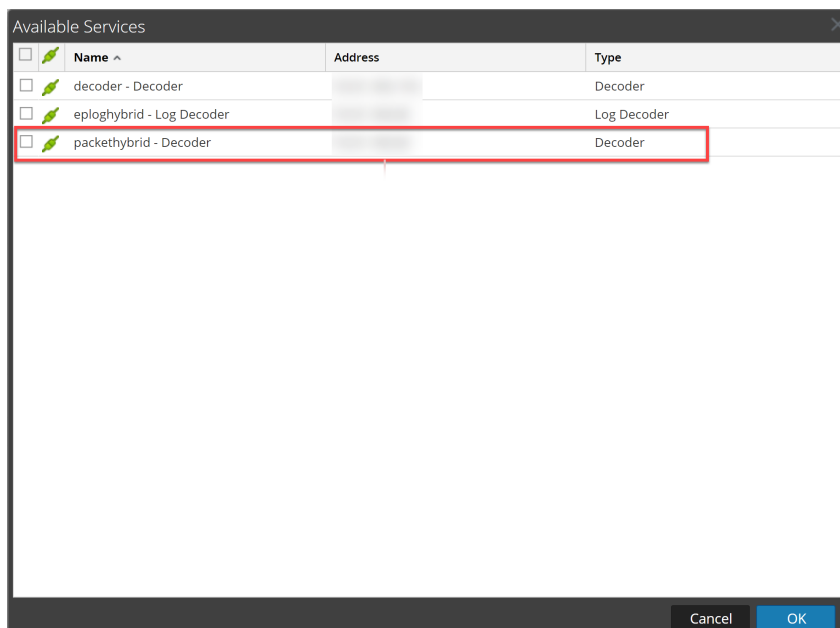 Available Services
Name Address Type
decoder - Decoder Decoder
eploghybrid - Log Decoder Log Decoder
packethybrid - Decoder Decoder
Cancel OK